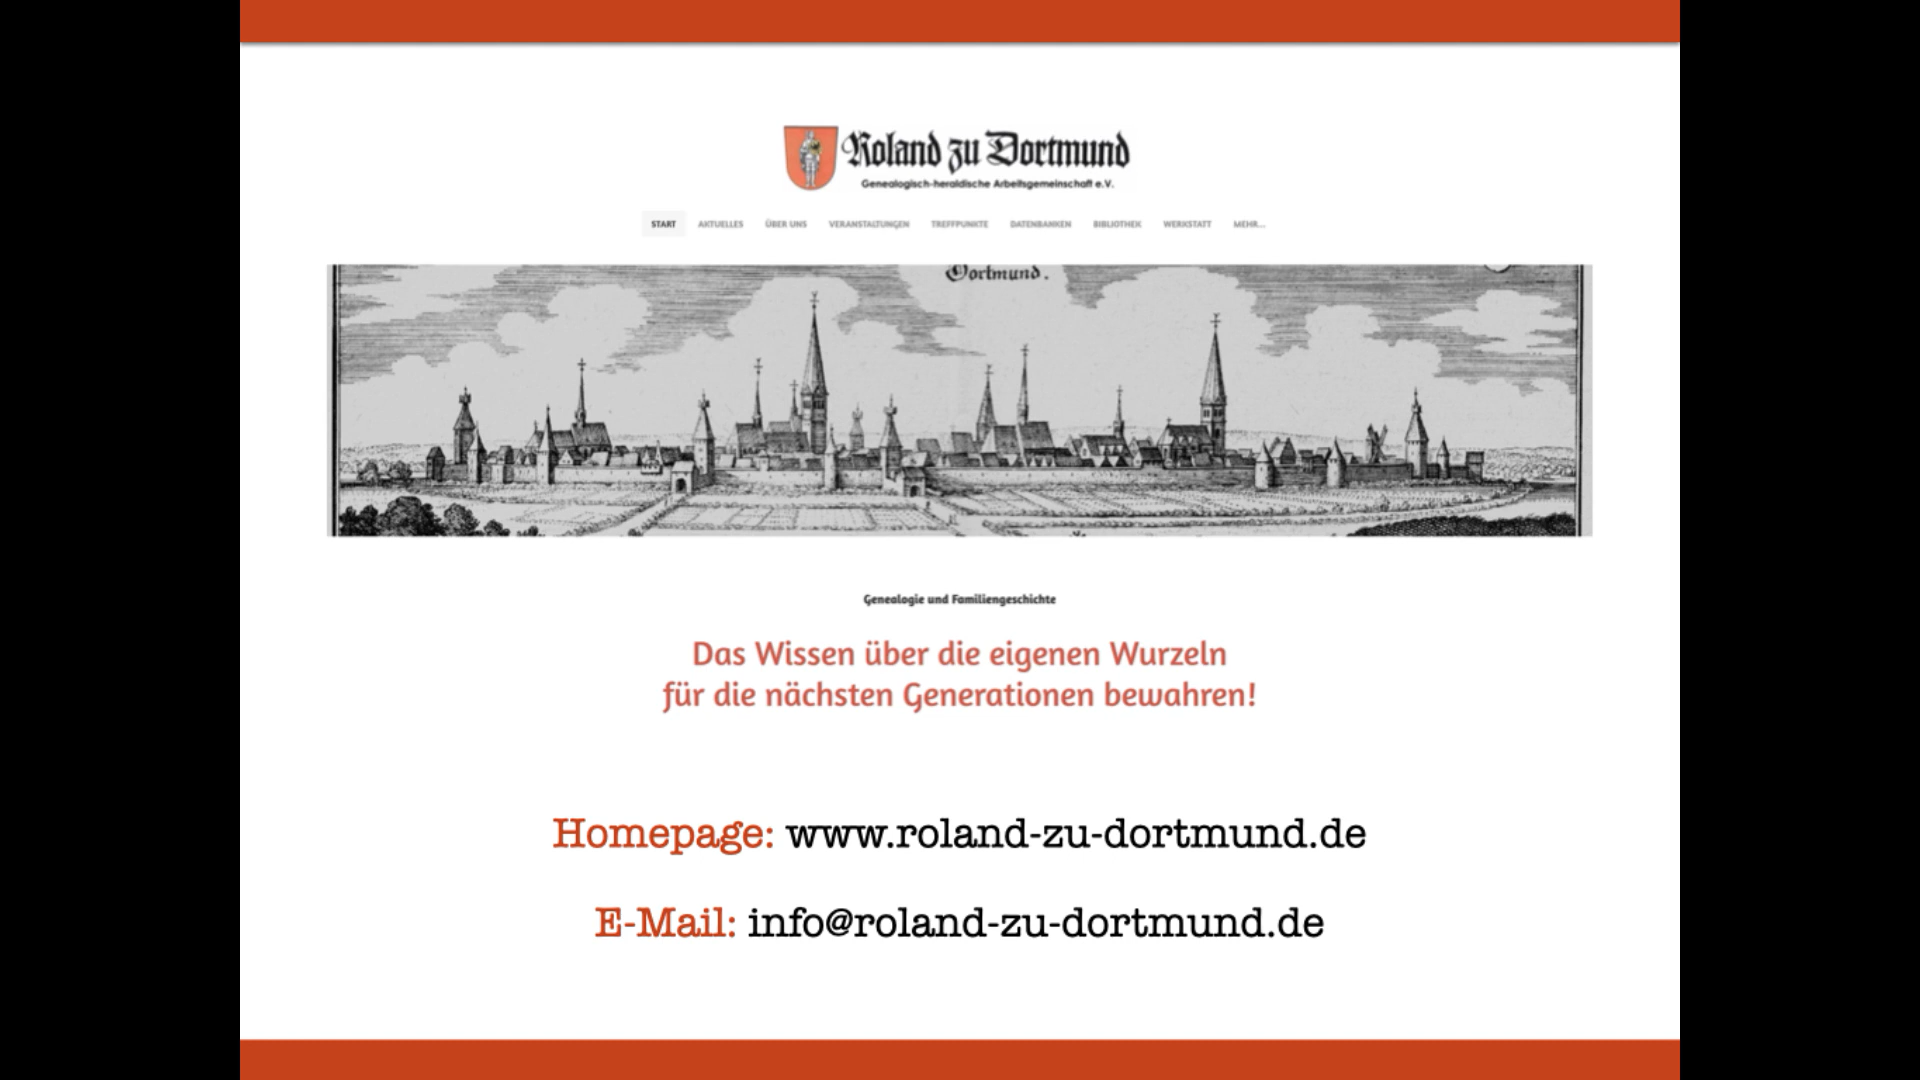 Roland zu Dortmund
Genealogisch-heraldische Arbeitsgemeinschaft e.V.
START AKTUELLES ÜBER UNS VERANSTALTUNGEN TREFFPUNKTE DATENBANKEN BIBLIOTHEK WERKSTATT MEHR...
Dortmund.
Genealogie und Familiengeschichte
Das Wissen über die eigenen Wurzeln
für die nächsten Generationen bewahren!
Homepage: www.roland-zu-dortmund.de
E-Mail: info@roland-zu-dortmund.de